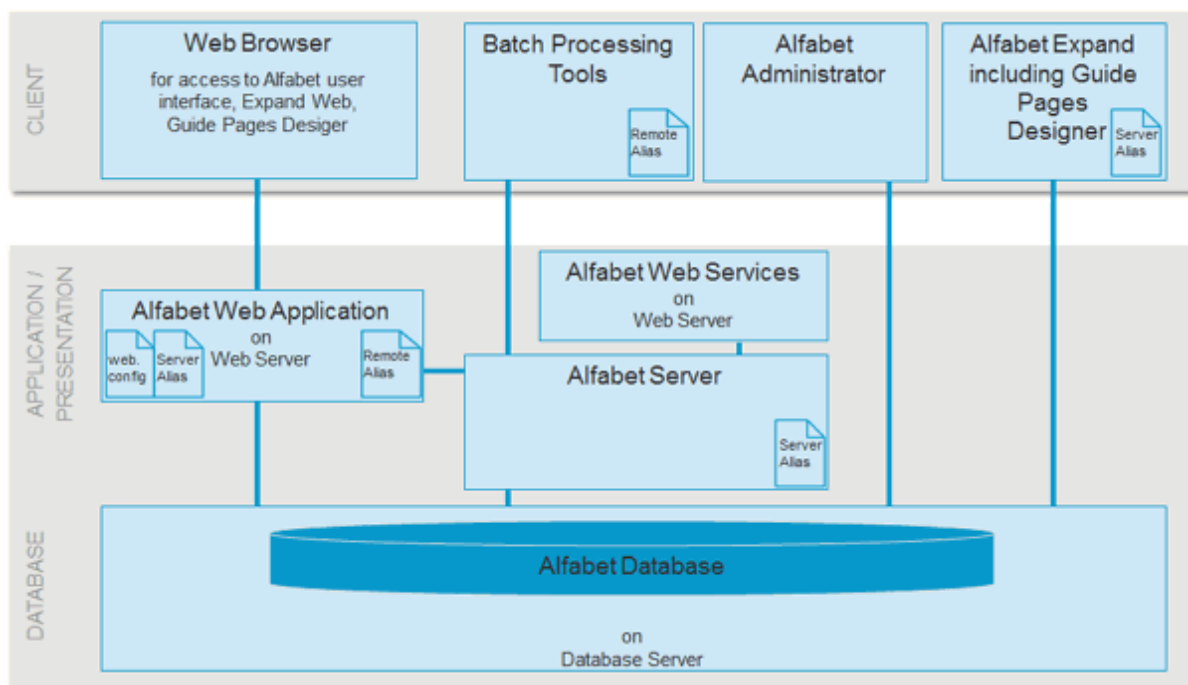 CLIENT
Web Browser
for access to Alfabet user
interface, Expand Web,
Guide Pages Desiger
Batch Processing
Tools
Remote
Alias
Alfabet
Administrator
Alfabet Expand
including Guide
Pages
Designer
Server
Alias
APPLICATION /
PRESENTATION
Alfabet Web Application
on
Web Server
web.
config
Server
Alias
Remote
Alias
Alfabet Web Services
on
Web Server
Alfabet Server
Server
Alias
DATABASE
Alfabet Database
on
Database Server